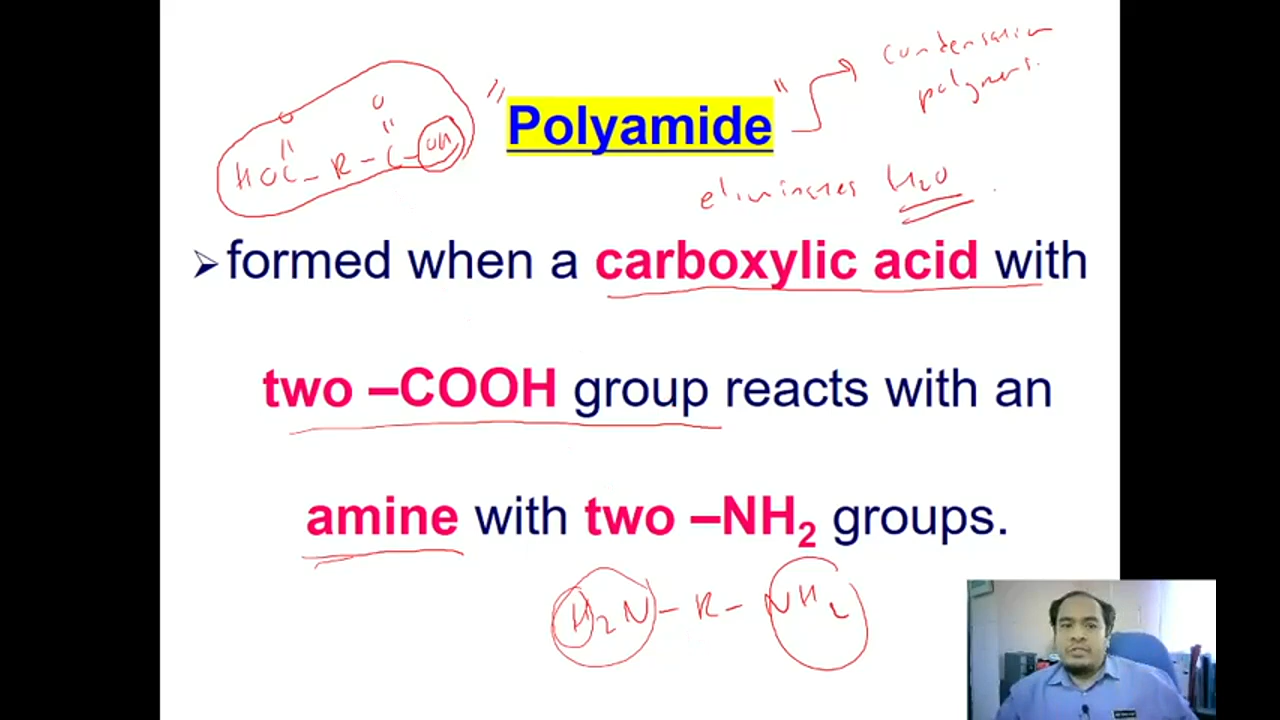 condensation
polymers.
"Polyamide"
O O
|| ||
HOC - R - C - OH
eliminates H2O
➢ formed when a carboxylic acid with
two –COOH group reacts with an
amine with two –NH₂ groups.
H2N - R - NH2